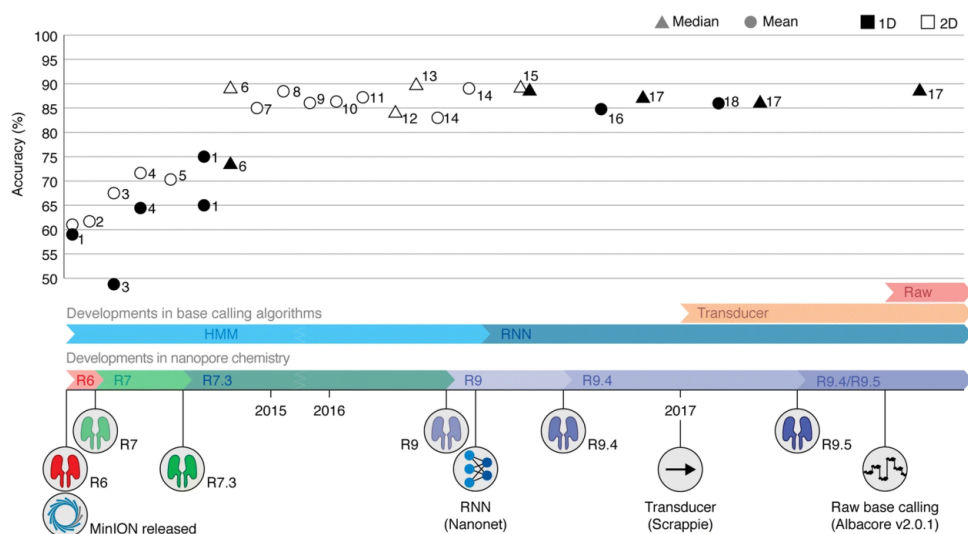 Median Mean 1D 2D
Accuracy (%)
100
95
90
85
80
75
70
65
60
55
50
1 2 3 3 4 4 5 1 1 6 6 7 8 9 10 11 12 13 14 14 15 16 17 18 17 17
Raw
Developments in base calling algorithms
Transducer
HMM RNN
Developments in nanopore chemistry
R6 R7 R7.3 R9 R9.4 R9.4/R9.5
2015 2016 2017
R7 R9 R9.4 R9.5
R6 R7.3
MinION released
RNN
(Nanonet)
Transducer
(Scrappie)
Raw base calling
(Albacore v2.0.1)